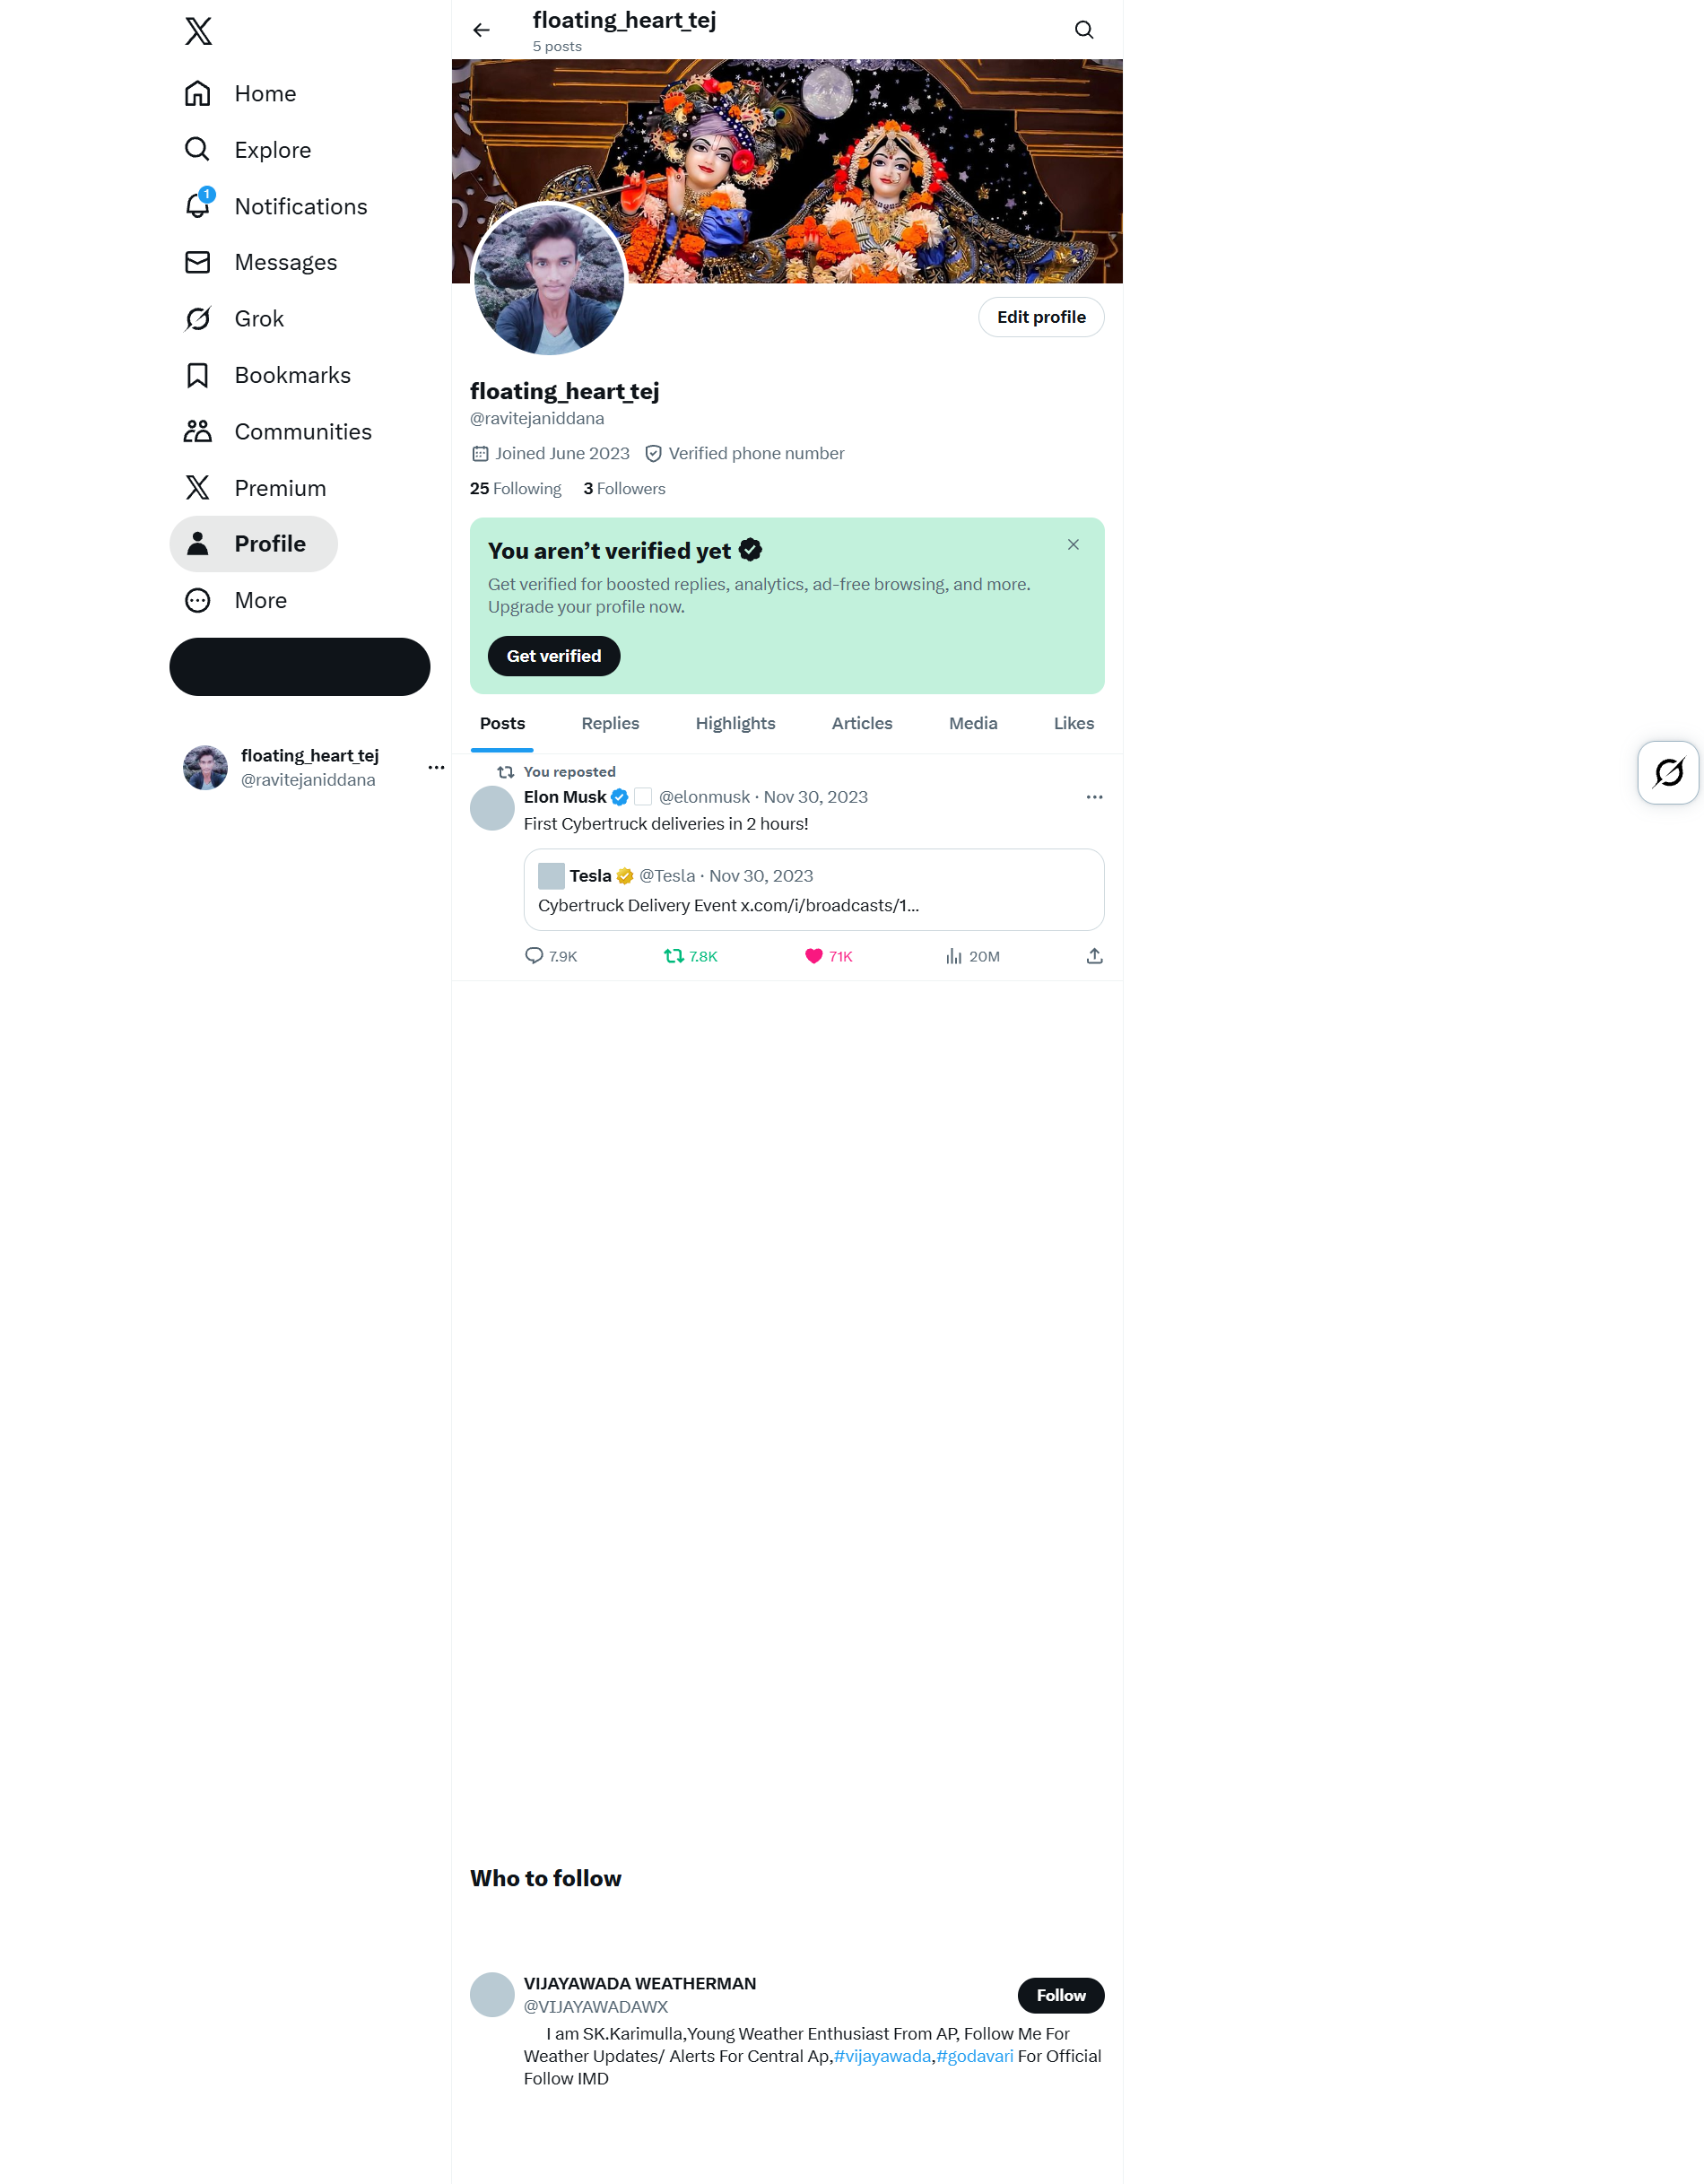 floating_heart_tej
5 posts
Home
Explore
1
Notifications
Messages
Grok
Bookmarks
Communities
Premium
Profile
More
floating_heart_tej
@ravitejaniddana
Edit profile
floating_heart_tej
@ravitejaniddana
Joined June 2023 Verified phone number
25 Following 3 Followers
You aren’t verified yet
Get verified for boosted replies, analytics, ad-free browsing, and more.
Upgrade your profile now.
Get verified
Posts Replies Highlights Articles Media Likes
You reposted
Elon Musk @elonmusk · Nov 30, 2023
First Cybertruck deliveries in 2 hours!
Tesla @Tesla · Nov 30, 2023
Cybertruck Delivery Event x.com/i/broadcasts/1...
7.9K 7.8K 71K 20M
Who to follow
VIJAYAWADA WEATHERMAN
@VIJAYAWADAWX
Follow
I am SK.Karimulla,Young Weather Enthusiast From AP, Follow Me For
Weather Updates/ Alerts For Central Ap,#vijayawada,#godavari For Official
Follow IMD